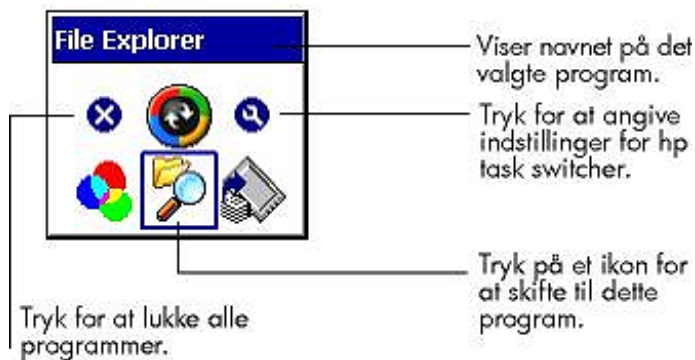 File Explorer
Viser navnet på det
valgte program.
Tryk for at angive
indstillinger for hp
task switcher.
Tryk på et ikon for
at skifte til dette
program.
Tryk for at lukke alle
programmer.